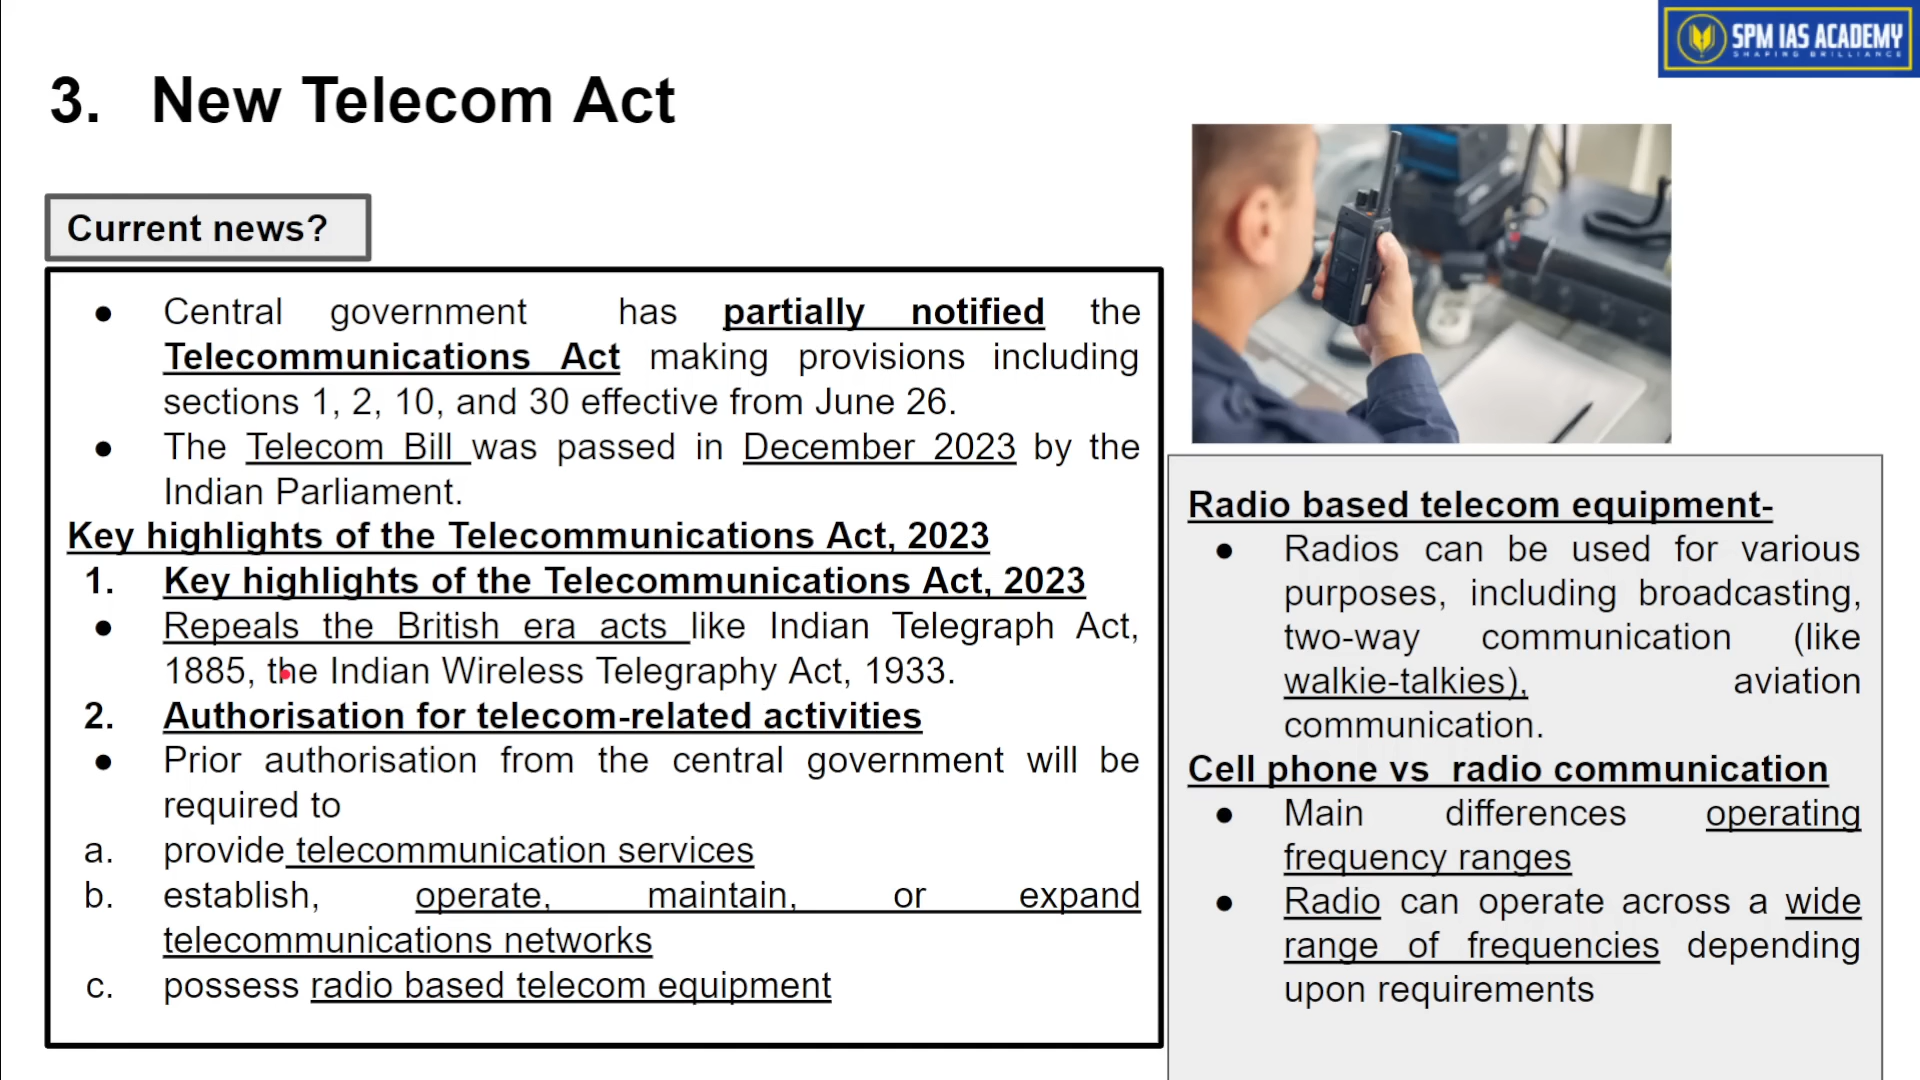 SPM IAS ACADEMY
SHAPING BRILLIANCE
3. New Telecom Act
Current news?
● Central government has partially notified the
Telecommunications Act making provisions including
sections 1, 2, 10, and 30 effective from June 26.
● The Telecom Bill was passed in December 2023 by the
Indian Parliament.
Key highlights of the Telecommunications Act, 2023
1. Key highlights of the Telecommunications Act, 2023
● Repeals the British era acts like Indian Telegraph Act,
1885, the Indian Wireless Telegraphy Act, 1933.
2. Authorisation for telecom-related activities
● Prior authorisation from the central government will be
required to
a. provide telecommunication services
b. establish, operate, maintain, or expand
telecommunications networks
c. possess radio based telecom equipment
Radio based telecom equipment-
● Radios can be used for various
purposes, including broadcasting,
two-way communication (like
walkie-talkies), aviation
communication.
Cell phone vs radio communication
● Main differences operating
frequency ranges
● Radio can operate across a wide
range of frequencies depending
upon requirements